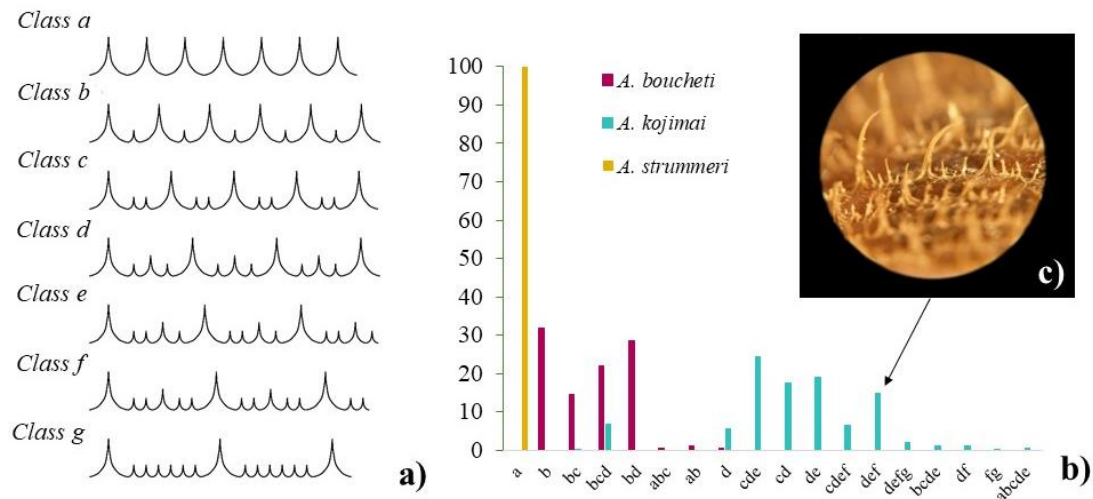 Class a
Class b
Class c
Class d
Class e
Class f
Class g
a)
100
90
80
70
60
50
40
30
20
10
0
A. boucheti
A. kojimai
A. strummeri
a
b
bc
bcd
bd
abc
ab
d
cde
cd
de
cdef
def
defg
bcde
df
fg
abcde
b)
c)